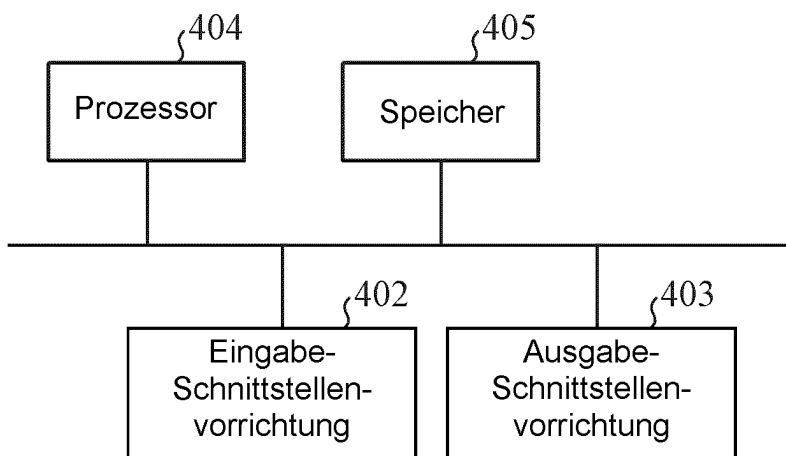 404
405
Prozessor
Speicher
402
403
Eingabe-
Schnittstellen-
vorrichtung
Ausgabe-
Schnittstellen-
vorrichtung